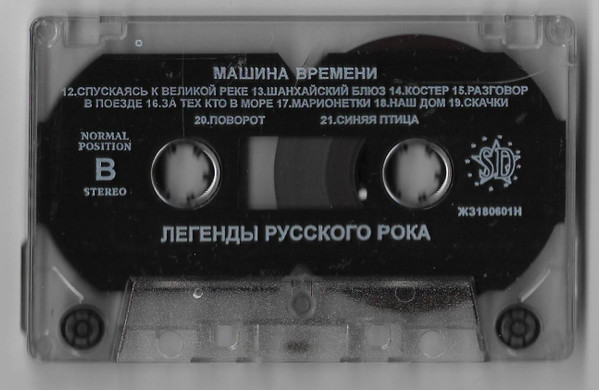 ©
МАШИНА ВРЕМЕНИ
12.СПУСКАЯСЬ К ВЕЛИКОЙ РЕКЕ 13.ШАНХАЙСКИЙ БЛЮЗ 14.КОСТЕР 15.РАЗГОВОР
В ПОЕЗДЕ 16.ЗА ТЕХ КТО В МОРЕ 17.МАРИОНЕТКИ 18.НАШ ДОМ 19.СКАЧКИ
20.ПОВОРОТ 21.СИНЯЯ ПТИЦА
NORMAL
POSITION
B
STEREO
SD
ЖЗ180601Н
ЛЕГЕНДЫ РУССКОГО РОКА